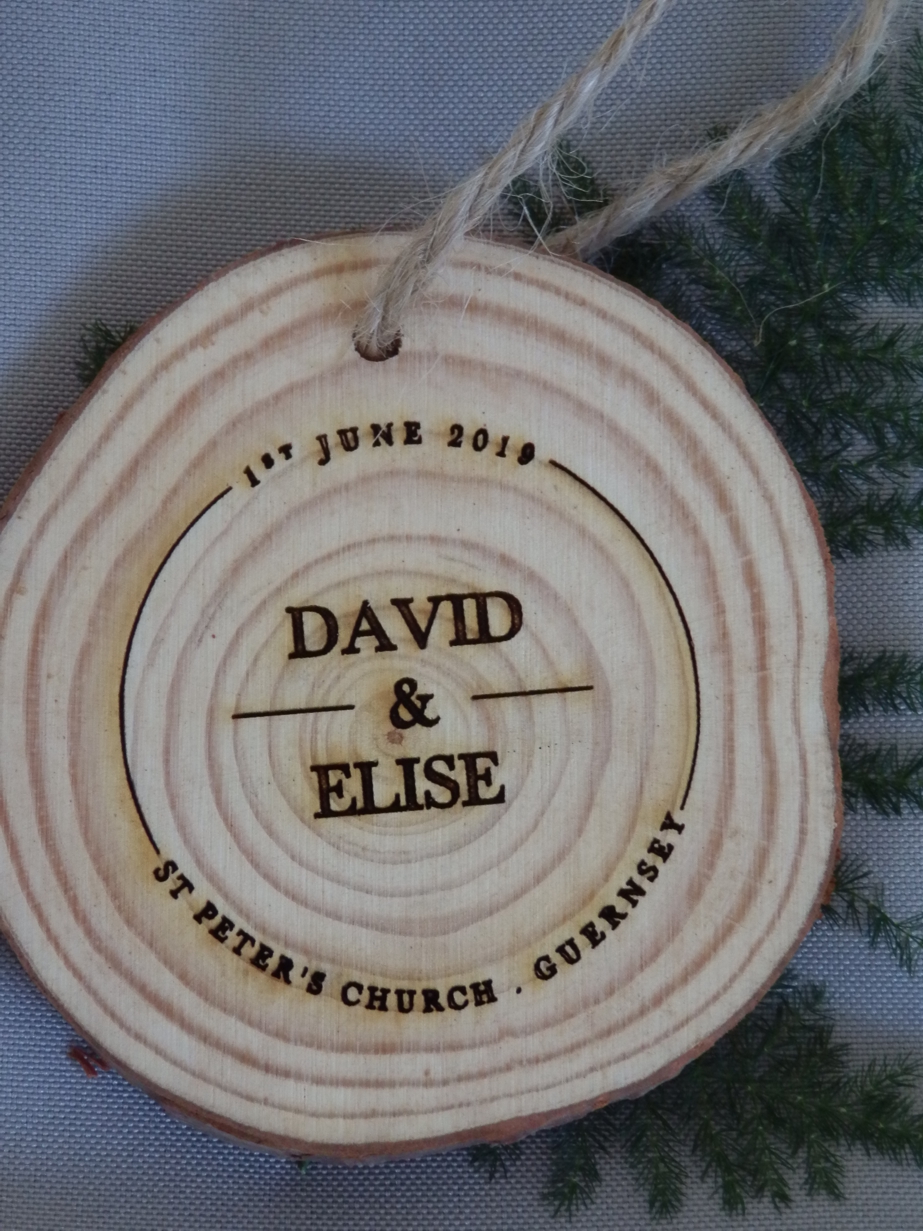 1ST JUNE 2019
DAVID
&
ELISE
ST PETER'S CHURCH . GUERNSEY